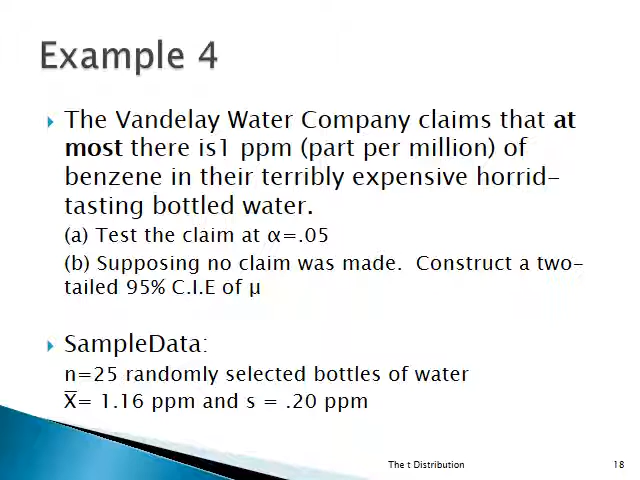 Example 4
The Vandelay Water Company claims that at
most there is1 ppm (part per million) of
benzene in their terribly expensive horrid-
tasting bottled water.
(a) Test the claim at α=.05
(b) Supposing no claim was made.  Construct a two-
tailed 95% C.I.E of µ
SampleData:
n=25 randomly selected bottles of water
X̅= 1.16 ppm and s = .20 ppm
The t Distribution
18